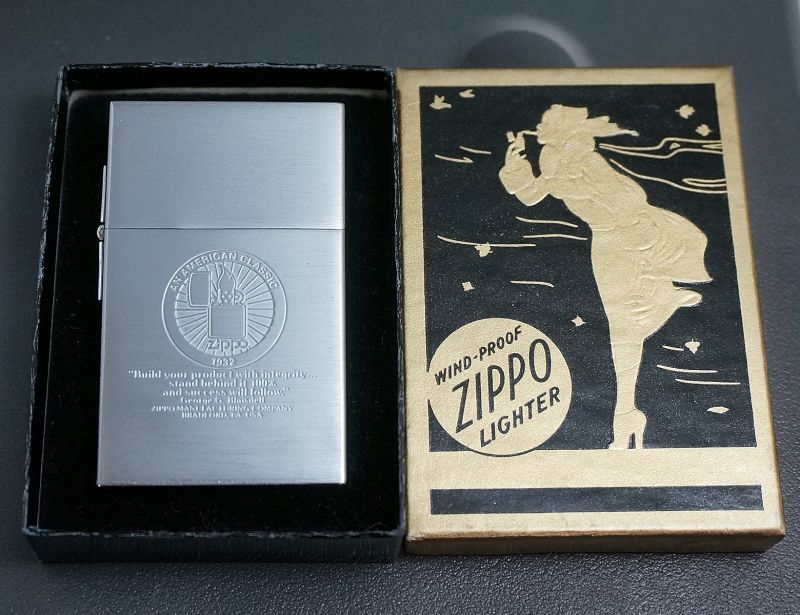 AN AMERICAN CLASSIC
Zippo
1932
"Build your product with integrity...
stand behind it 100%
and success will follow."
George G. Blaisdell
ZIPPO MANUFACTURING COMPANY
BRADFORD, PA. USA
WIND-PROOF
ZIPPO
LIGHTER